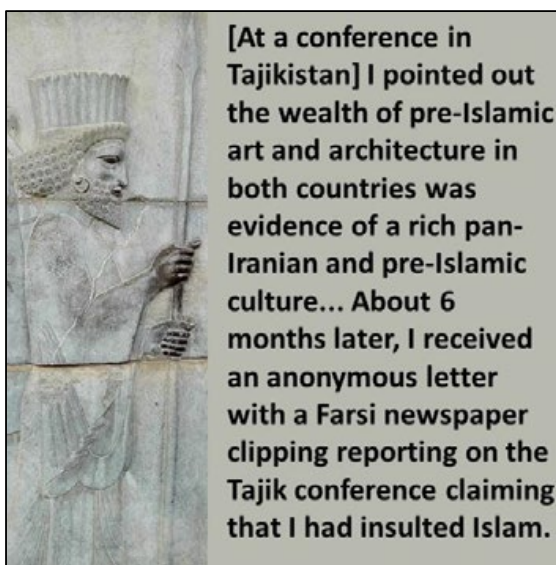 [At a conference in
Tajikistan] I pointed out
the wealth of pre-Islamic
art and architecture in
both countries was
evidence of a rich pan-
Iranian and pre-Islamic
culture... About 6
months later, I received
an anonymous letter
with a Farsi newspaper
clipping reporting on the
Tajik conference claiming
that I had insulted Islam.